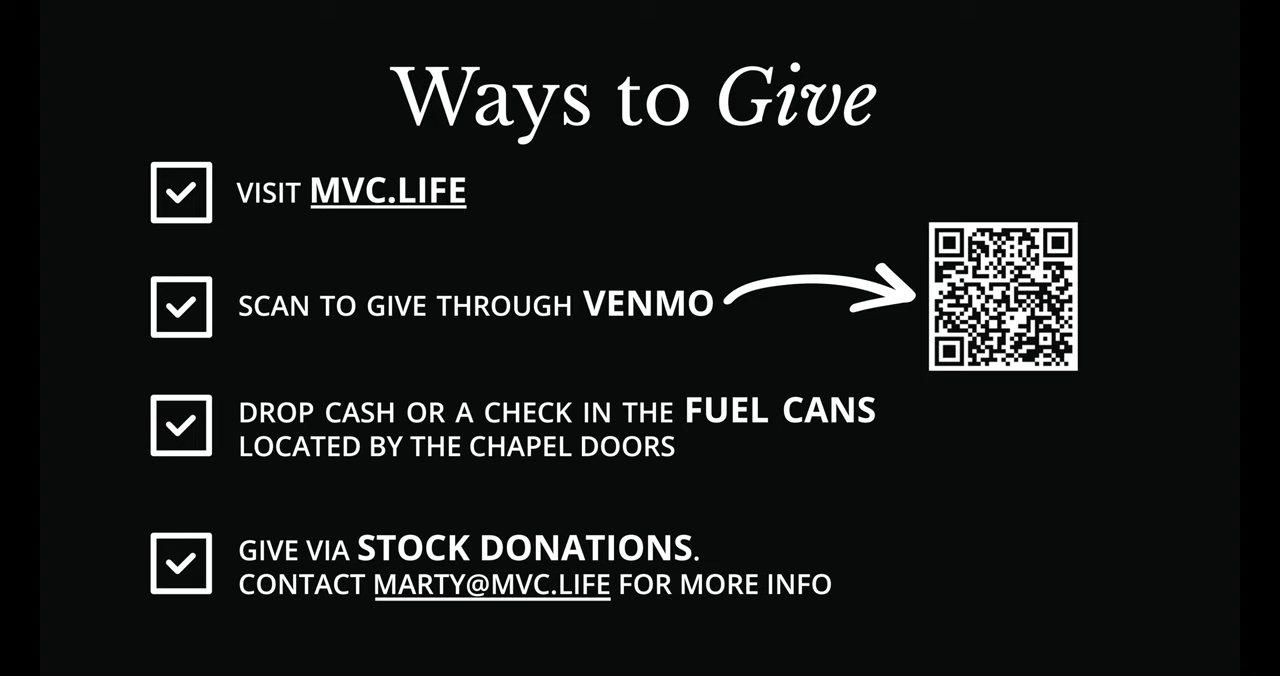 Ways to Give
VISIT MVC.LIFE
SCAN TO GIVE THROUGH VENMO
DROP CASH OR A CHECK IN THE FUEL CANS
LOCATED BY THE CHAPEL DOORS
GIVE VIA STOCK DONATIONS.
CONTACT MARTY@MVC.LIFE FOR MORE INFO